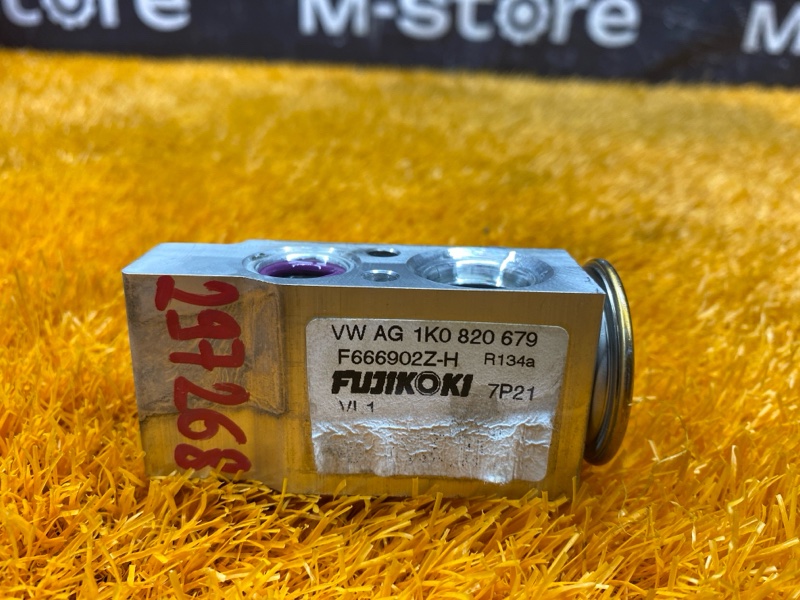 M-store
297268
VW AG 1K0 820 679
F666902Z-H R134a
FUJIKOKI 7P21